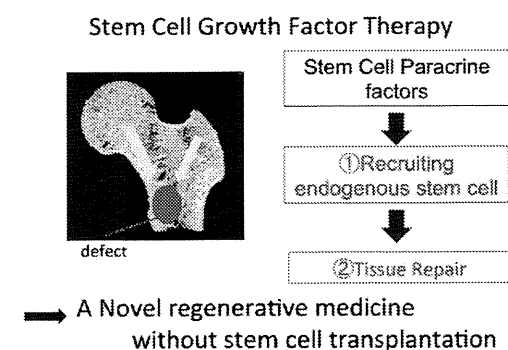 Stem Cell Growth Factor Therapy
Stem Cell Paracrine
factors
①Recruiting
endogenous stem cell
defect
②Tissue Repair
A Novel regenerative medicine
without stem cell transplantation